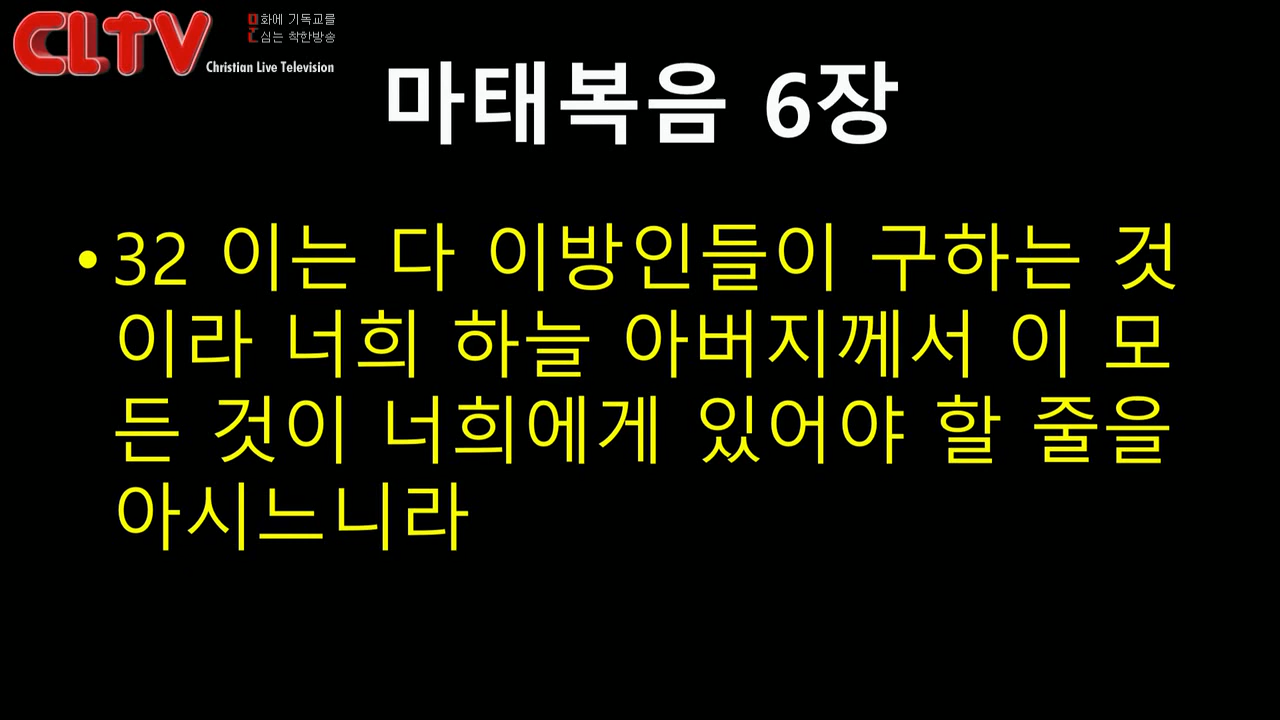 CLTV
문화에 기독교를
심는 착한방송
Christian Live Television
마태복음 6장
• 32 이는 다 이방인들이 구하는 것
이라 너희 하늘 아버지께서 이 모
든 것이 너희에게 있어야 할 줄을
아시느니라